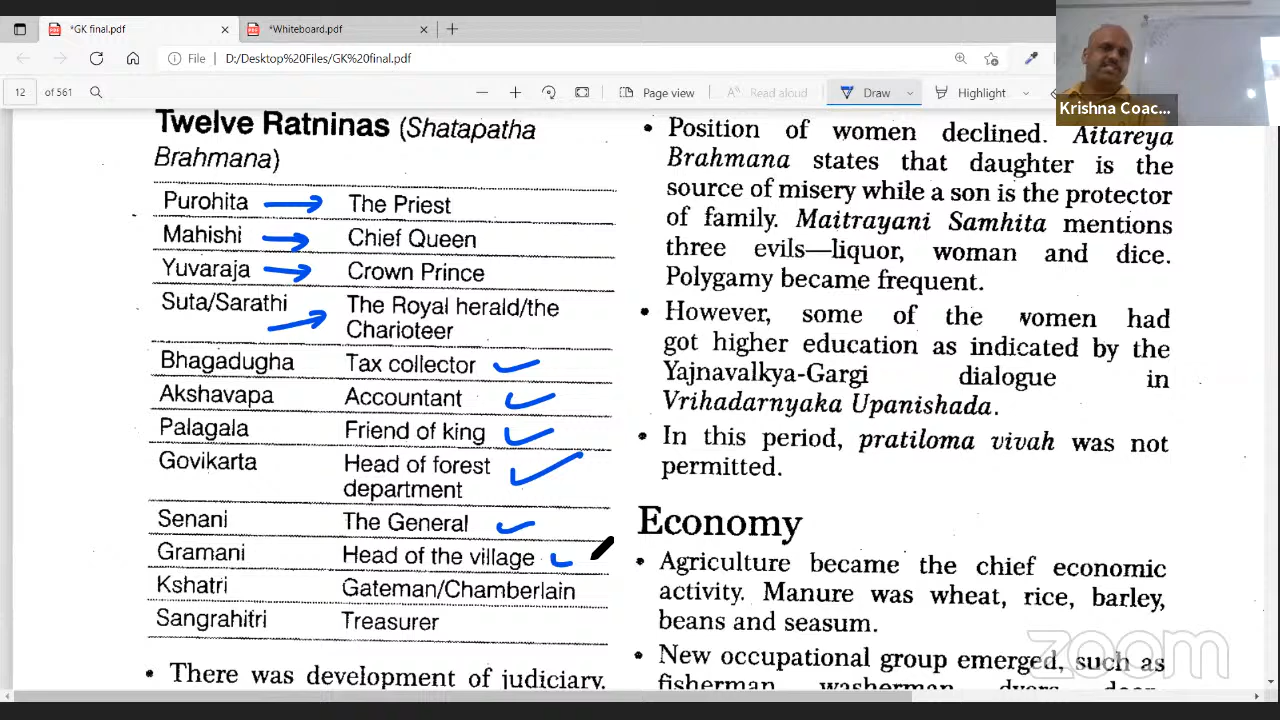 *GK final.pdf
*Whiteboard.pdf
File
D:/Desktop%20Files/GK%20final.pdf
12 of 561
Page view
Read aloud
Draw
Highlight
Krishna Coac...
Twelve Ratninas (Shatapatha
Brahmana)
Purohita The Priest
Mahishi Chief Queen
Yuvaraja Crown Prince
Suta/Sarathi The Royal herald/the
Charioteer
Bhagadugha Tax collector
Akshavapa Accountant
Palagala Friend of king
Govikarta Head of forest
department
Senani The General
Gramani Head of the village
Kshatri Gateman/Chamberlain
Sangrahitri Treasurer
• There was development of judiciary.
• Position of women declined. Aitareya
Brahmana states that daughter is the
source of misery while a son is the protector
of family. Maitrayani Samhita mentions
three evils—liquor, woman and dice.
Polygamy became frequent.
• However, some of the women had
got higher education as indicated by the
Yajnavalkya-Gargi dialogue in
Vrihadarnyaka Upanishada.
• In this period, pratiloma vivah was not
permitted.
Economy
• Agriculture became the chief economic
activity. Manure was wheat, rice, barley,
beans and seasum.
• New occupational group emerged, such as
fisherman, washerman, dyers,
zoom